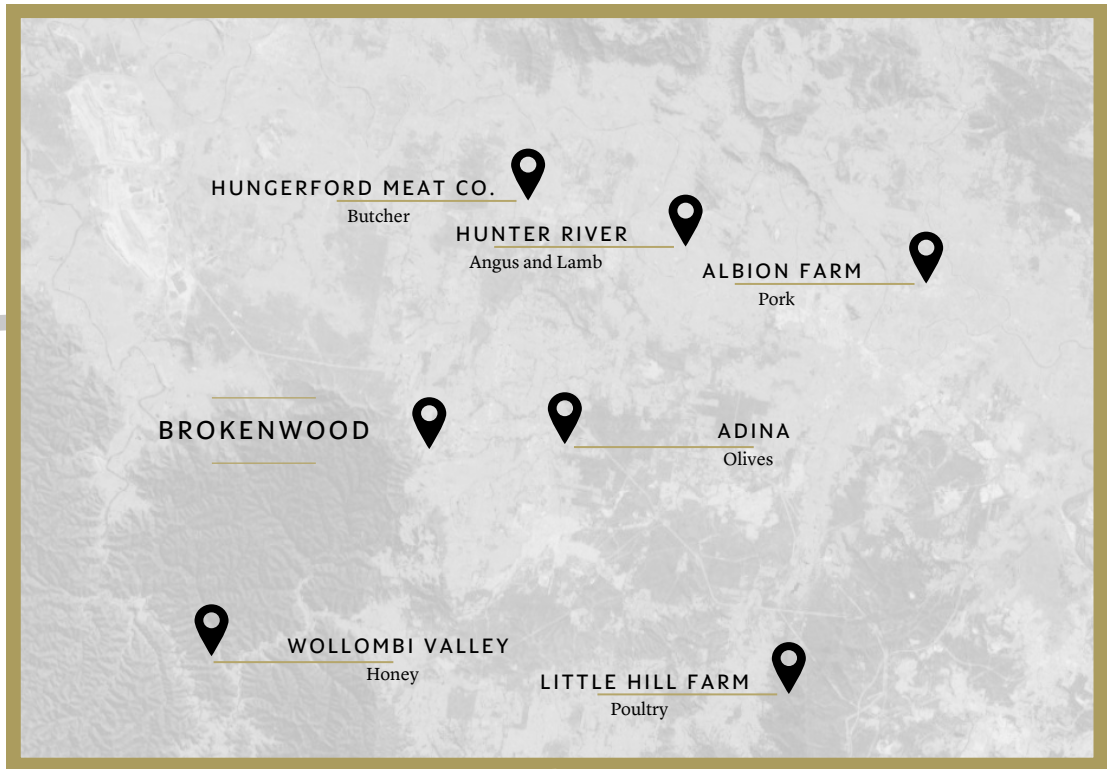 HUNGERFORD MEAT CO.
Butcher
HUNTER RIVER
Angus and Lamb
ALBION FARM
Pork
BROKENWOOD
ADINA
Olives
WOLLOMBI VALLEY
Honey
LITTLE HILL FARM
Poultry